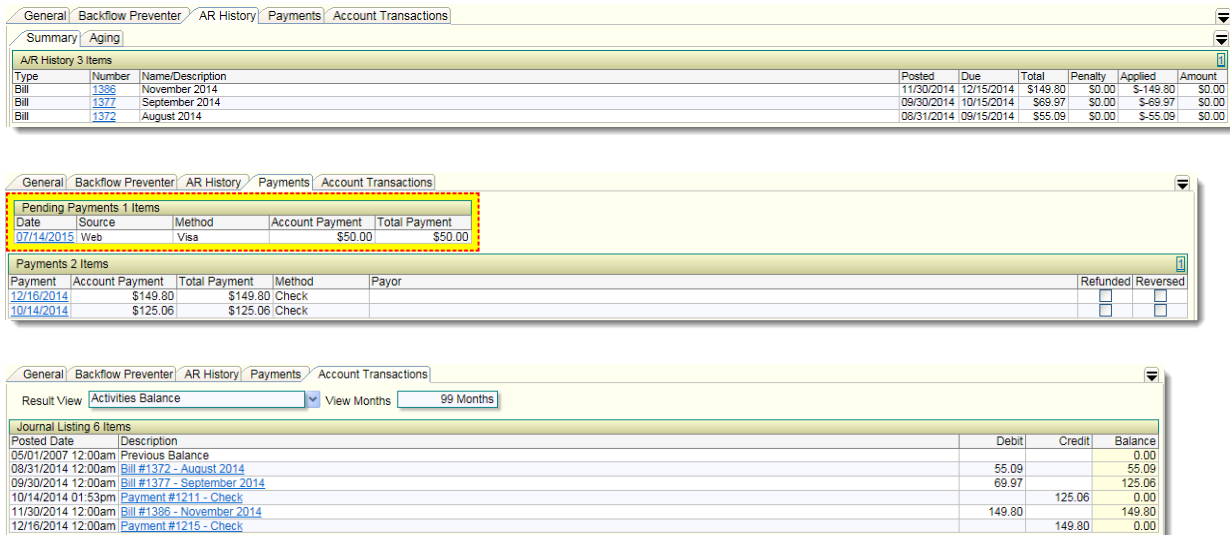 General Backflow Preventer AR History Payments Account Transactions
Summary Aging
A/R History 3 Items 1
Type Number Name/Description Posted Due Total Penalty Applied Amount
Bill 1386 November 2014 11/30/2014 12/15/2014 $149.80 $0.00 $-149.80 $0.00
Bill 1377 September 2014 09/30/2014 10/15/2014 $69.97 $0.00 $-69.97 $0.00
Bill 1372 August 2014 08/31/2014 09/15/2014 $55.09 $0.00 $-55.09 $0.00
General Backflow Preventer AR History Payments Account Transactions
Pending Payments 1 Items
Date Source Method Account Payment Total Payment
07/14/2015 Web Visa $50.00 $50.00
Payments 2 Items 1
Payment Account Payment Total Payment Method Payor Refunded Reversed
12/16/2014 $149.80 $149.80 Check
10/14/2014 $125.06 $125.06 Check
General Backflow Preventer AR History Payments Account Transactions
Result View Activities Balance View Months 99 Months
Journal Listing 6 Items
Posted Date Description Debit Credit Balance
05/01/2007 12:00am Previous Balance 0.00
08/31/2014 12:00am Bill #1372 - August 2014 55.09 55.09
09/30/2014 12:00am Bill #1377 - September 2014 69.97 125.06
10/14/2014 01:53pm Payment #1211 - Check 125.06 0.00
11/30/2014 12:00am Bill #1386 - November 2014 149.80 149.80
12/16/2014 12:00am Payment #1215 - Check 149.80 0.00